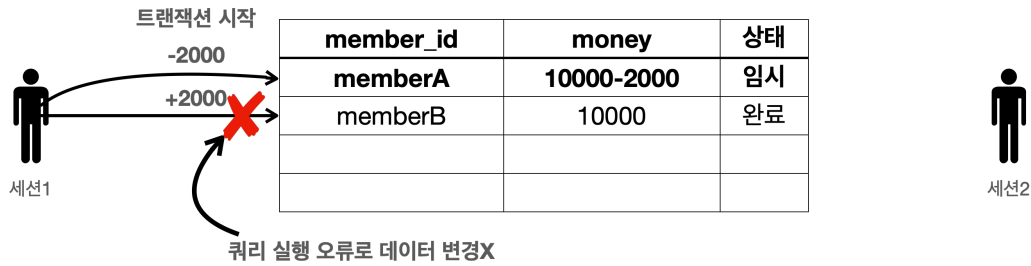 트랜잭션 시작
-2000
+2000
member_id money 상태
memberA 10000-2000 임시
memberB 10000 완료
세션1
세션2
쿼리 실행 오류로 데이터 변경X